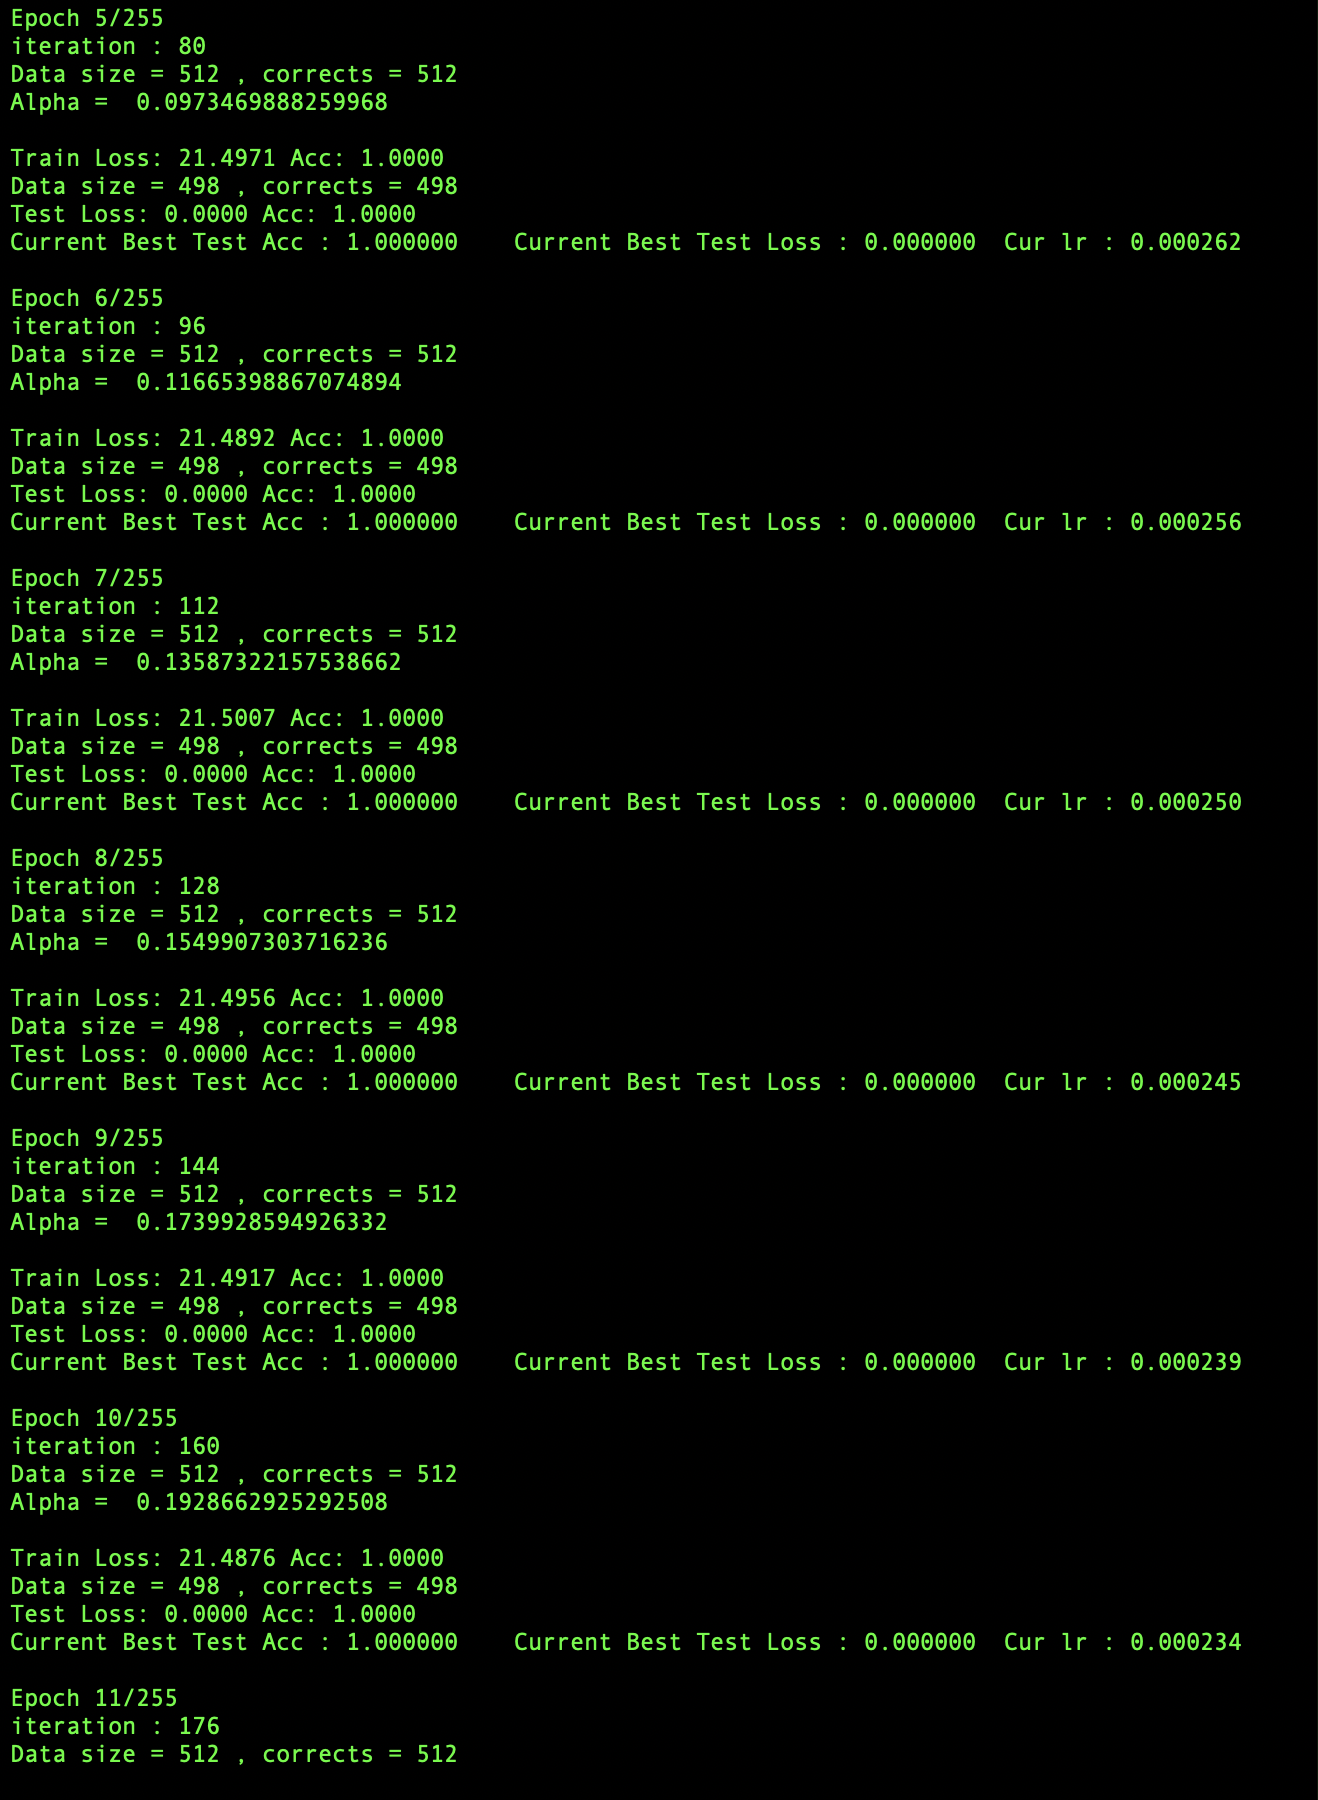 Epoch 5/255
iteration : 80
Data size = 512 , corrects = 512
Alpha =  0.0973469888259968
Train Loss: 21.4971 Acc: 1.0000
Data size = 498 , corrects = 498
Test Loss: 0.0000 Acc: 1.0000
Current Best Test Acc : 1.000000    Current Best Test Loss : 0.000000  Cur lr : 0.000262
Epoch 6/255
iteration : 96
Data size = 512 , corrects = 512
Alpha =  0.11665398867074894
Train Loss: 21.4892 Acc: 1.0000
Data size = 498 , corrects = 498
Test Loss: 0.0000 Acc: 1.0000
Current Best Test Acc : 1.000000    Current Best Test Loss : 0.000000  Cur lr : 0.000256
Epoch 7/255
iteration : 112
Data size = 512 , corrects = 512
Alpha =  0.13587322157538662
Train Loss: 21.5007 Acc: 1.0000
Data size = 498 , corrects = 498
Test Loss: 0.0000 Acc: 1.0000
Current Best Test Acc : 1.000000    Current Best Test Loss : 0.000000  Cur lr : 0.000250
Epoch 8/255
iteration : 128
Data size = 512 , corrects = 512
Alpha =  0.1549907303716236
Train Loss: 21.4956 Acc: 1.0000
Data size = 498 , corrects = 498
Test Loss: 0.0000 Acc: 1.0000
Current Best Test Acc : 1.000000    Current Best Test Loss : 0.000000  Cur lr : 0.000245
Epoch 9/255
iteration : 144
Data size = 512 , corrects = 512
Alpha =  0.1739928594926332
Train Loss: 21.4917 Acc: 1.0000
Data size = 498 , corrects = 498
Test Loss: 0.0000 Acc: 1.0000
Current Best Test Acc : 1.000000    Current Best Test Loss : 0.000000  Cur lr : 0.000239
Epoch 10/255
iteration : 160
Data size = 512 , corrects = 512
Alpha =  0.1928662925292508
Train Loss: 21.4876 Acc: 1.0000
Data size = 498 , corrects = 498
Test Loss: 0.0000 Acc: 1.0000
Current Best Test Acc : 1.000000    Current Best Test Loss : 0.000000  Cur lr : 0.000234
Epoch 11/255
iteration : 176
Data size = 512 , corrects = 512